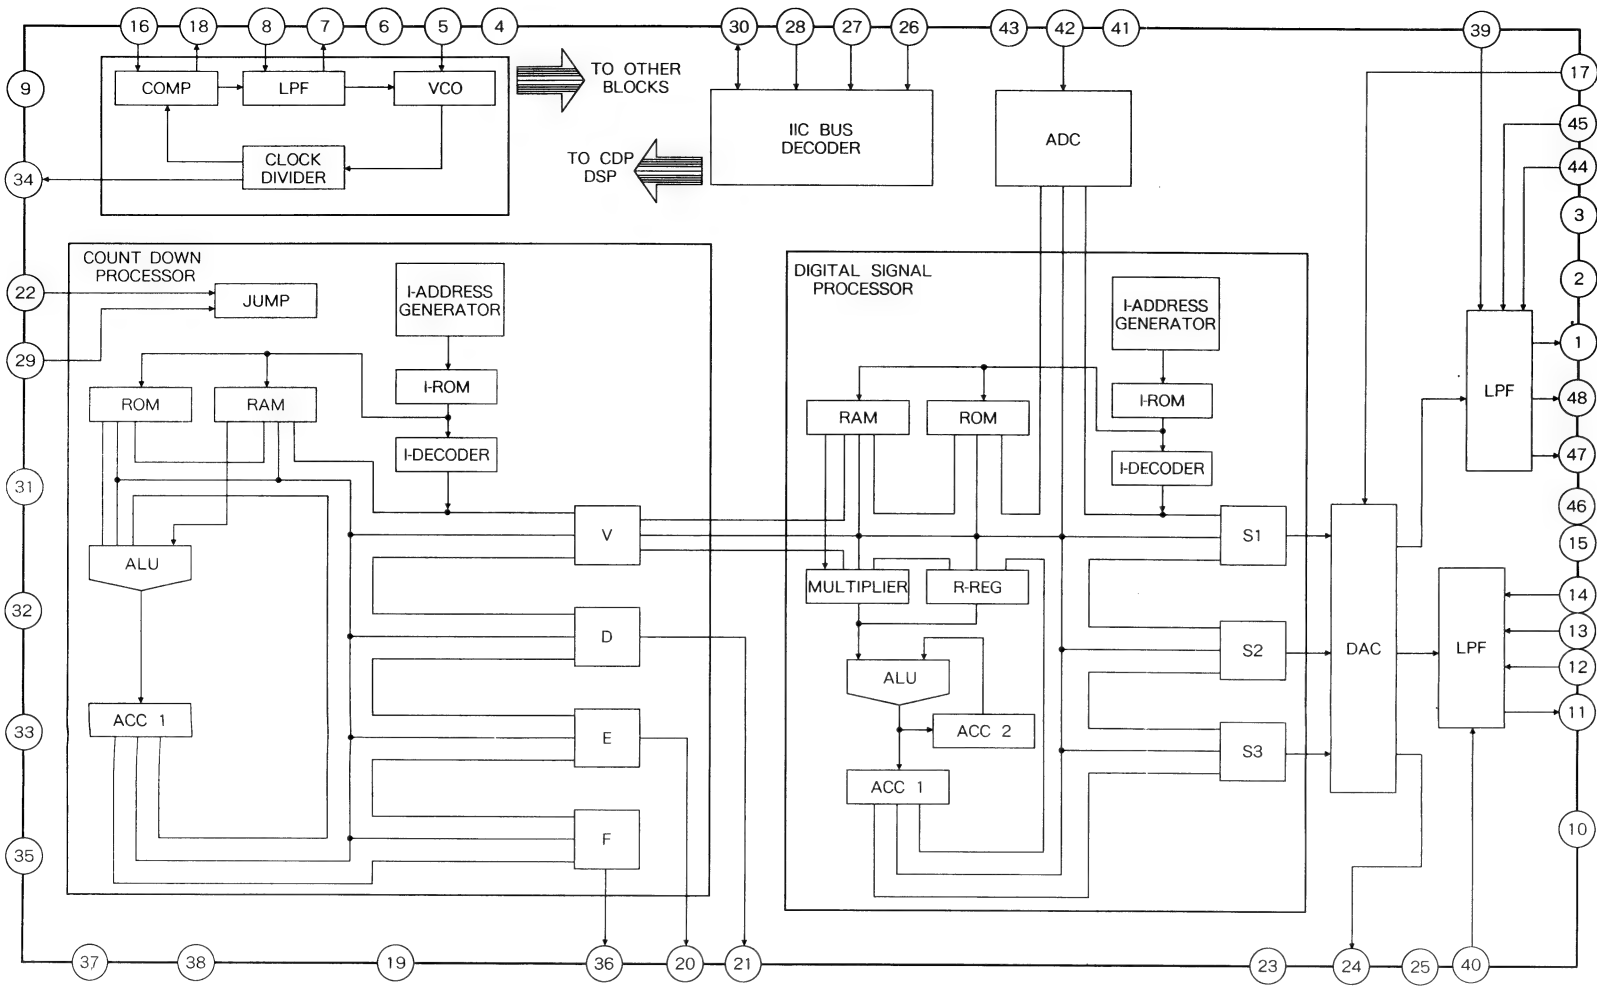 16 18 8 7 6 5 4 30 28 27 26 43 42 41 39
9
34
22
29
31
32
33
35
COMP
LPF
VCO
CLOCK
DIVIDER
TO OTHER
BLOCKS
TO CDP
DSP
IIC BUS
DECODER
ADC
17
45
44
3
2
1
48
47
46
15
14
13
12
11
10
COUNT DOWN
PROCESSOR
JUMP
I-ADDRESS
GENERATOR
I-ROM
I-DECODER
ROM
RAM
ALU
ACC 1
V
D
E
F
DIGITAL SIGNAL
PROCESSOR
I-ADDRESS
GENERATOR
I-ROM
I-DECODER
RAM
ROM
MULTIPLIER
R-REG
ALU
ACC 2
ACC 1
S1
S2
S3
DAC
LPF
LPF
37 38 19 36 20 21 23 24 25 40